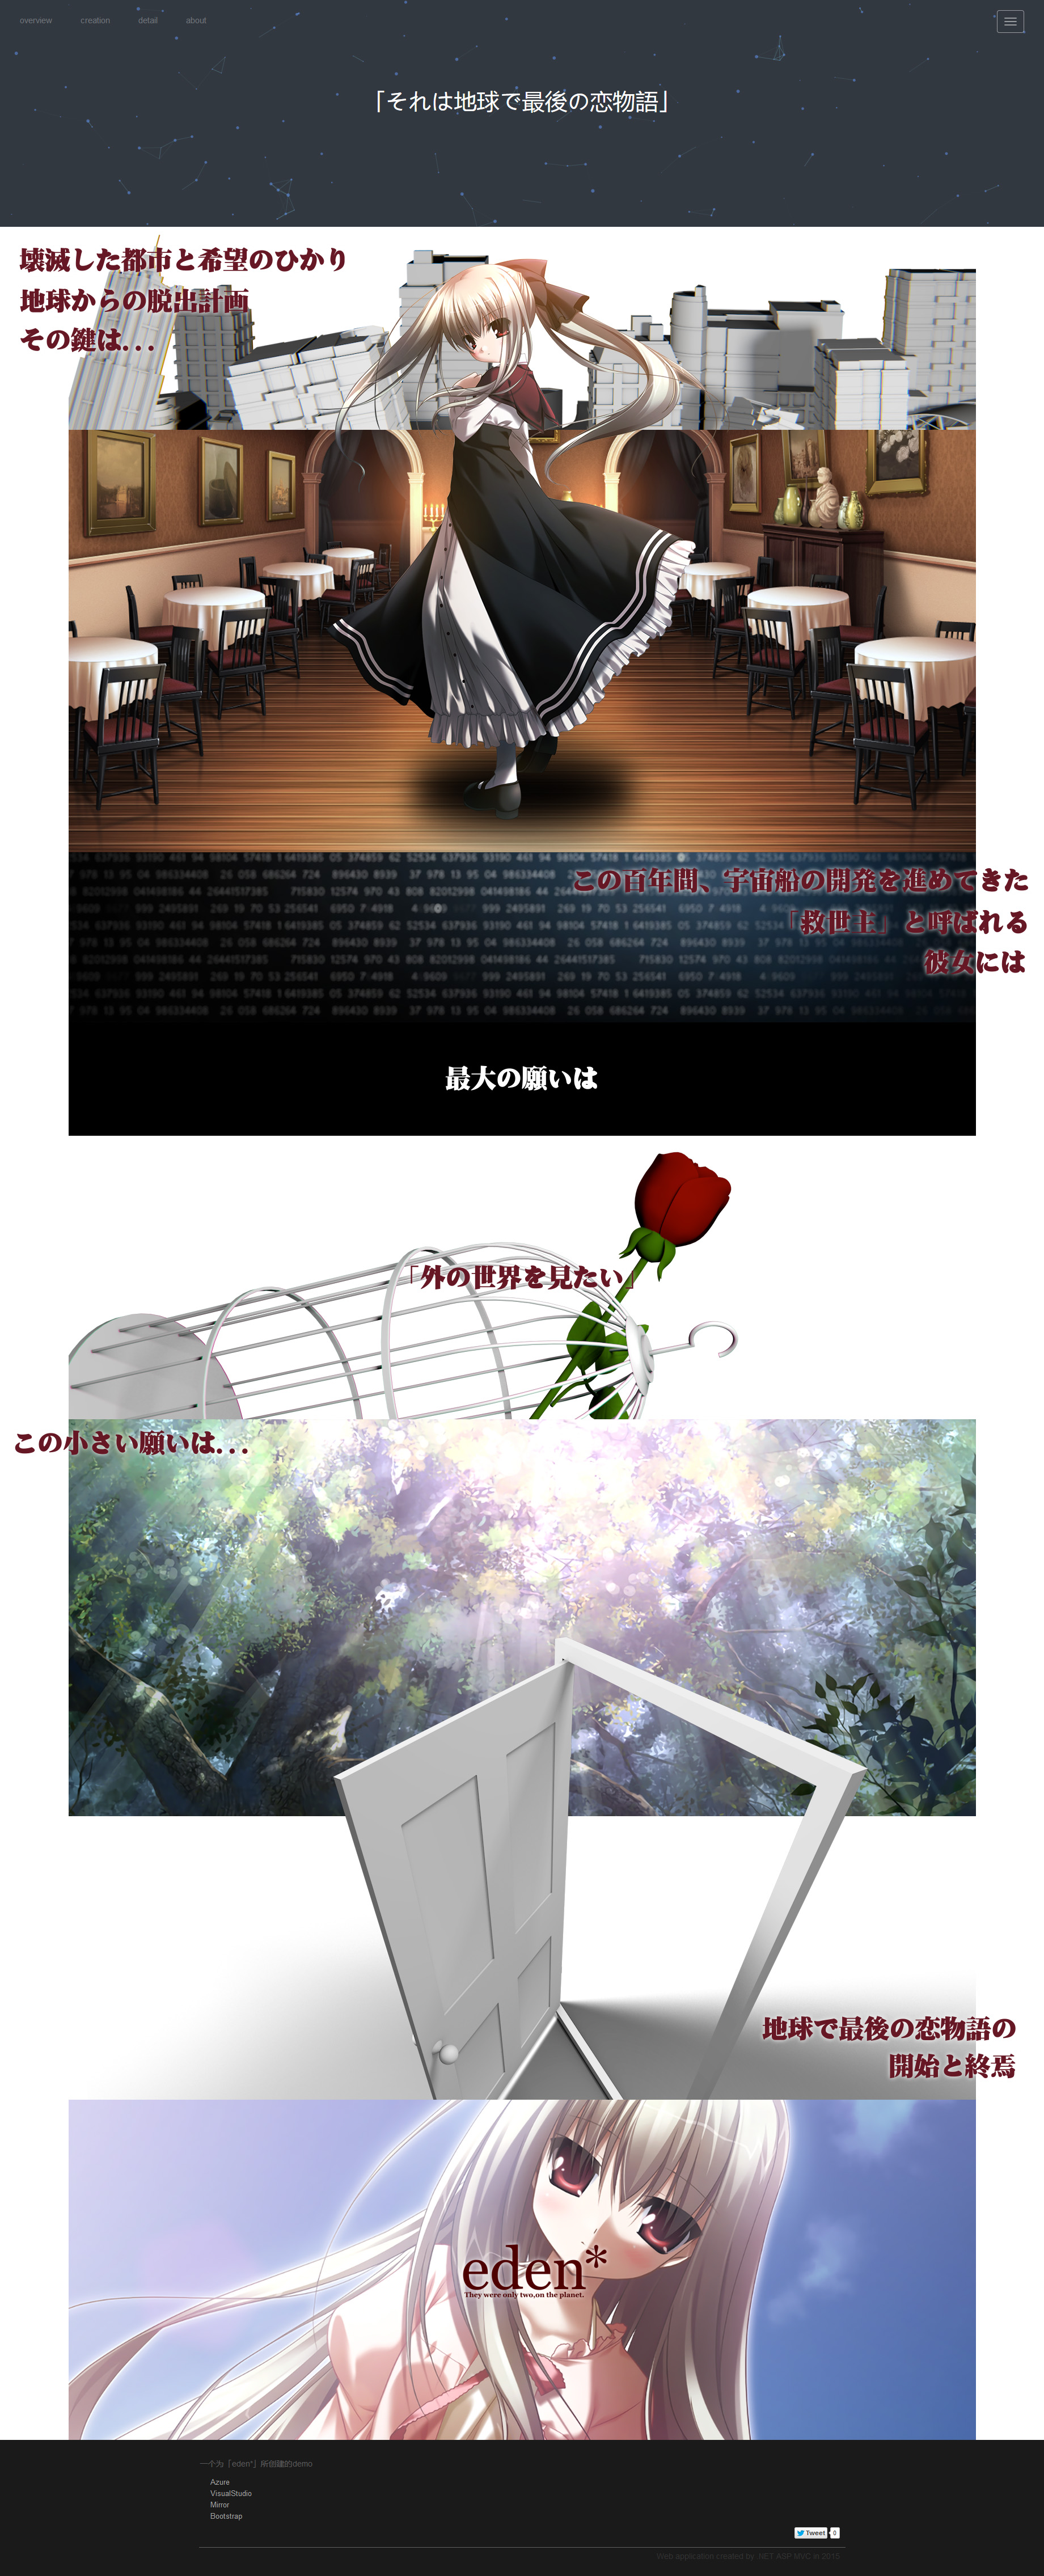 overview creation detail about
「それは地球で最後の恋物語」
壊滅した都市と希望のひかり
地球からの脱出計画
その鍵は...
この百年間、宇宙船の開発を進めてきた
「救世主」と呼ばれる
彼女には
最大の願いは
「外の世界を見たい」
この小さい願いは...
地球で最後の恋物語の
開始と終焉
eden*
They were only two,on the planet.
一个为「eden*」所创建的demo
Azure
VisualStudio
Mirror
Bootstrap
Tweet 0
Web application created by .NET ASP MVC in 2015